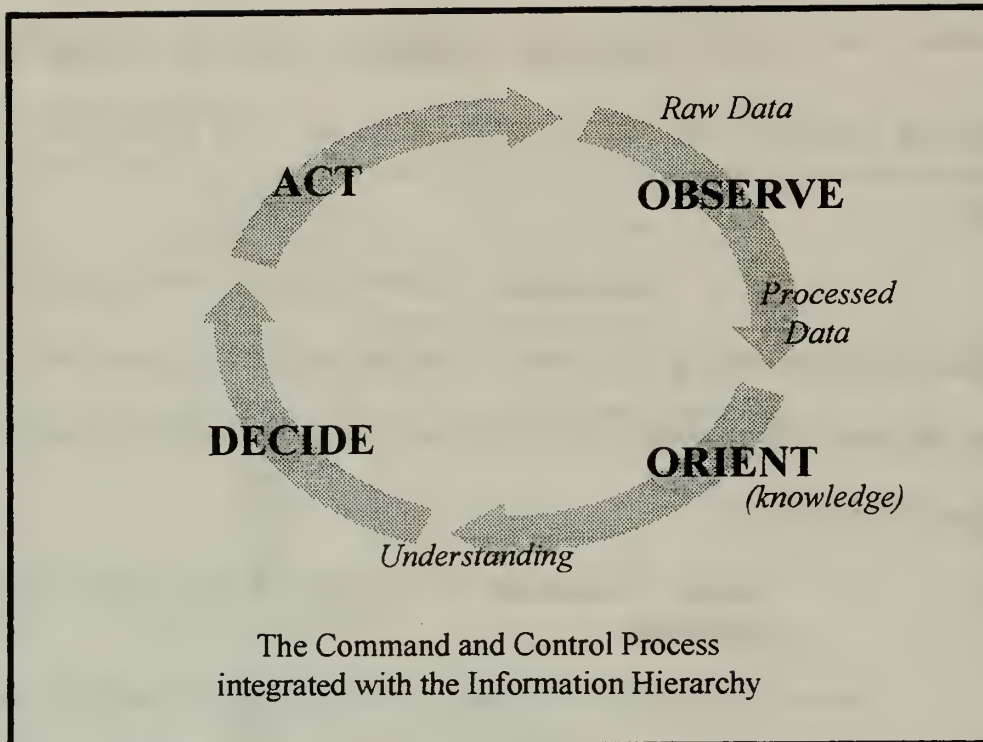 Raw Data
ACT
OBSERVE
Processed
Data
DECIDE
ORIENT
(knowledge)
Understanding
The Command and Control Process
integrated with the Information Hierarchy